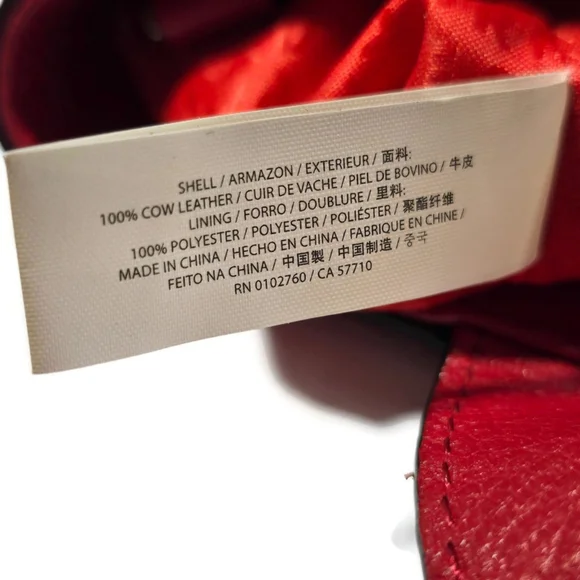 SHELL / ARMAZON / EXTERIEUR / 面料:
100% COW LEATHER / CUIR DE VACHE / PIEL DE BOVINO / 牛皮
LINING / FORRO / DOUBLURE / 里料:
100% POLYESTER / POLYESTER / POLIÉSTER / 聚酯纤维
MADE IN CHINA / HECHO EN CHINA / FABRIQUE EN CHINE /
FEITO NA CHINA / 中国製 / 中国制造 / 중국
RN 0102760 / CA 57710